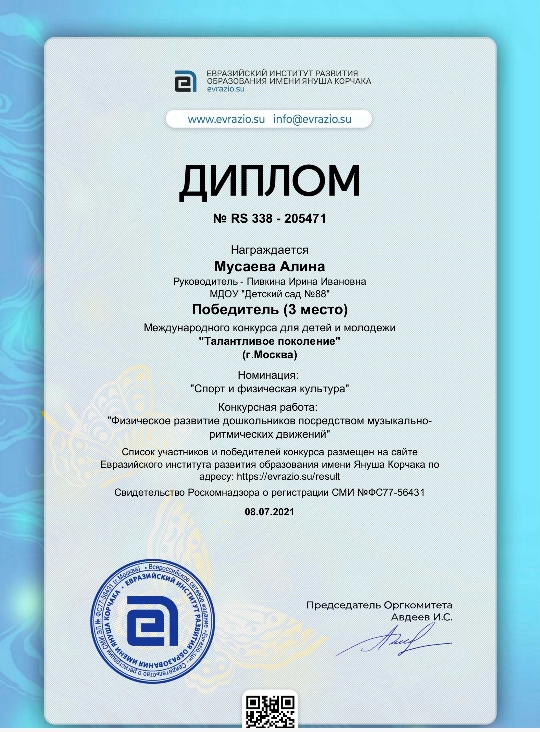 ЕВРАЗИЙСКИЙ ИНСТИТУТ РАЗВИТИЯ
ОБРАЗОВАНИЯ ИМЕНИ ЯНУША КОРЧАКА
evrazio.su
www.evrazio.su info@evrazio.su
ДИПЛОМ
№ RS 338 - 205471
Награждается
Мусаева Алина
Руководитель - Пивкина Ирина Ивановна
МДОУ "Детский сад №88"
Победитель (3 место)
Международного конкурса для детей и молодежи
"Талантливое поколение"
(г.Москва)
Номинация:
"Спорт и физическая культура"
Конкурсная работа:
"Физическое развитие дошкольников посредством музыкально-
ритмических движений"
Список участников и победителей конкурса размещен на сайте
Евразийского института развития образования имени Януша Корчака по
адресу: https://evrazio.su/result
Свидетельство Роскомнадзора о регистрации СМИ №ФС77-56431
08.07.2021
Председатель Оргкомитета
Авдеев И.С.
ЕВРАЗИЙСКИЙ ИНСТИТУТ РАЗВИТИЯ ОБРАЗОВАНИЯ ИМЕНИ ЯНУША КОРЧАКА